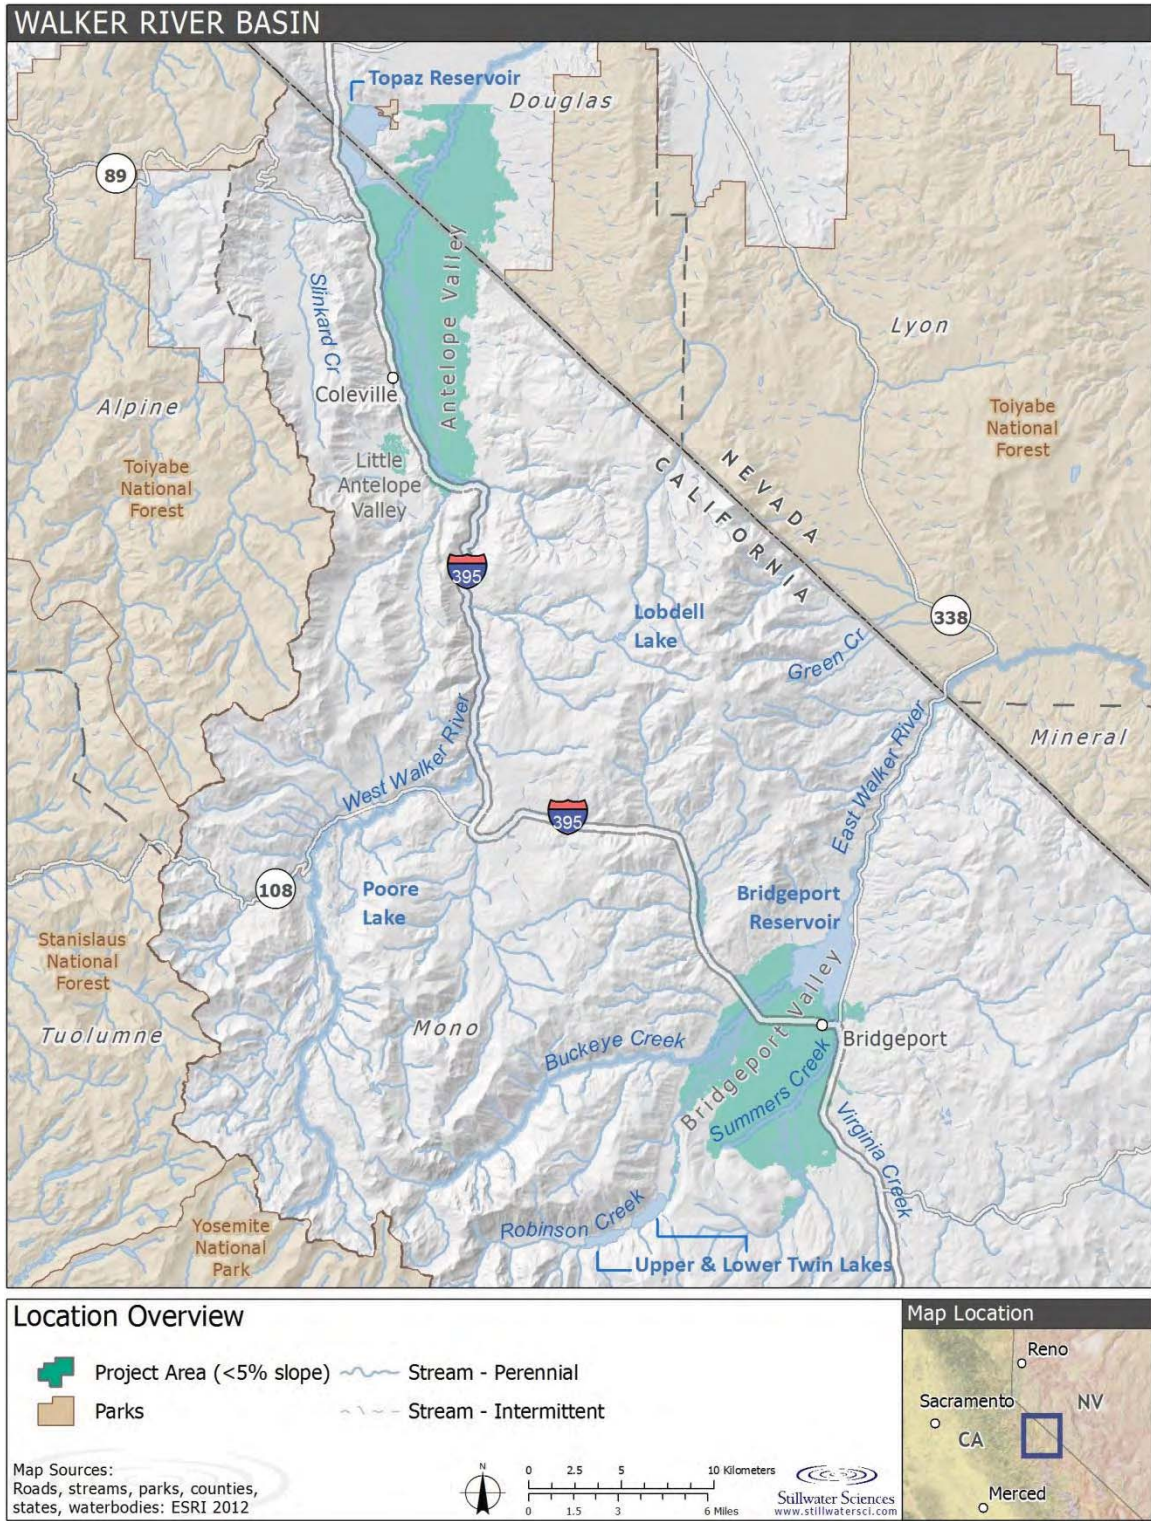 WALKER RIVER BASIN
Topaz Reservoir
Douglas
89
Antelope Valley
Slinkard Cr
Lyon
Coleville
Alpine
Toiyabe
National
Forest
Toiyabe
National
Forest
Little
Antelope
Valley
NEVADA
CALIFORNIA
395
Lobdell
Lake
338
Green Cr
West Walker River
East Walker River
Mineral
395
108
Poore
Lake
Bridgeport
Reservoir
Stanislaus
National
Forest
Tuolumne
Mono
Bridgeport Valley
Buckeye Creek
Bridgeport
Summers Creek
Virginia Creek
Robinson Creek
Yosemite
National
Park
Upper & Lower Twin Lakes
Location Overview
Project Area (<5% slope)
Stream - Perennial
Parks
Stream - Intermittent
Map Sources:
Roads, streams, parks, counties,
states, waterbodies: ESRI 2012
N
0 2.5 5 10 Kilometers
0 1.5 3 6 Miles
Stillwater Sciences
www.stillwatersci.com
Map Location
Reno
Sacramento
NV
CA
Merced